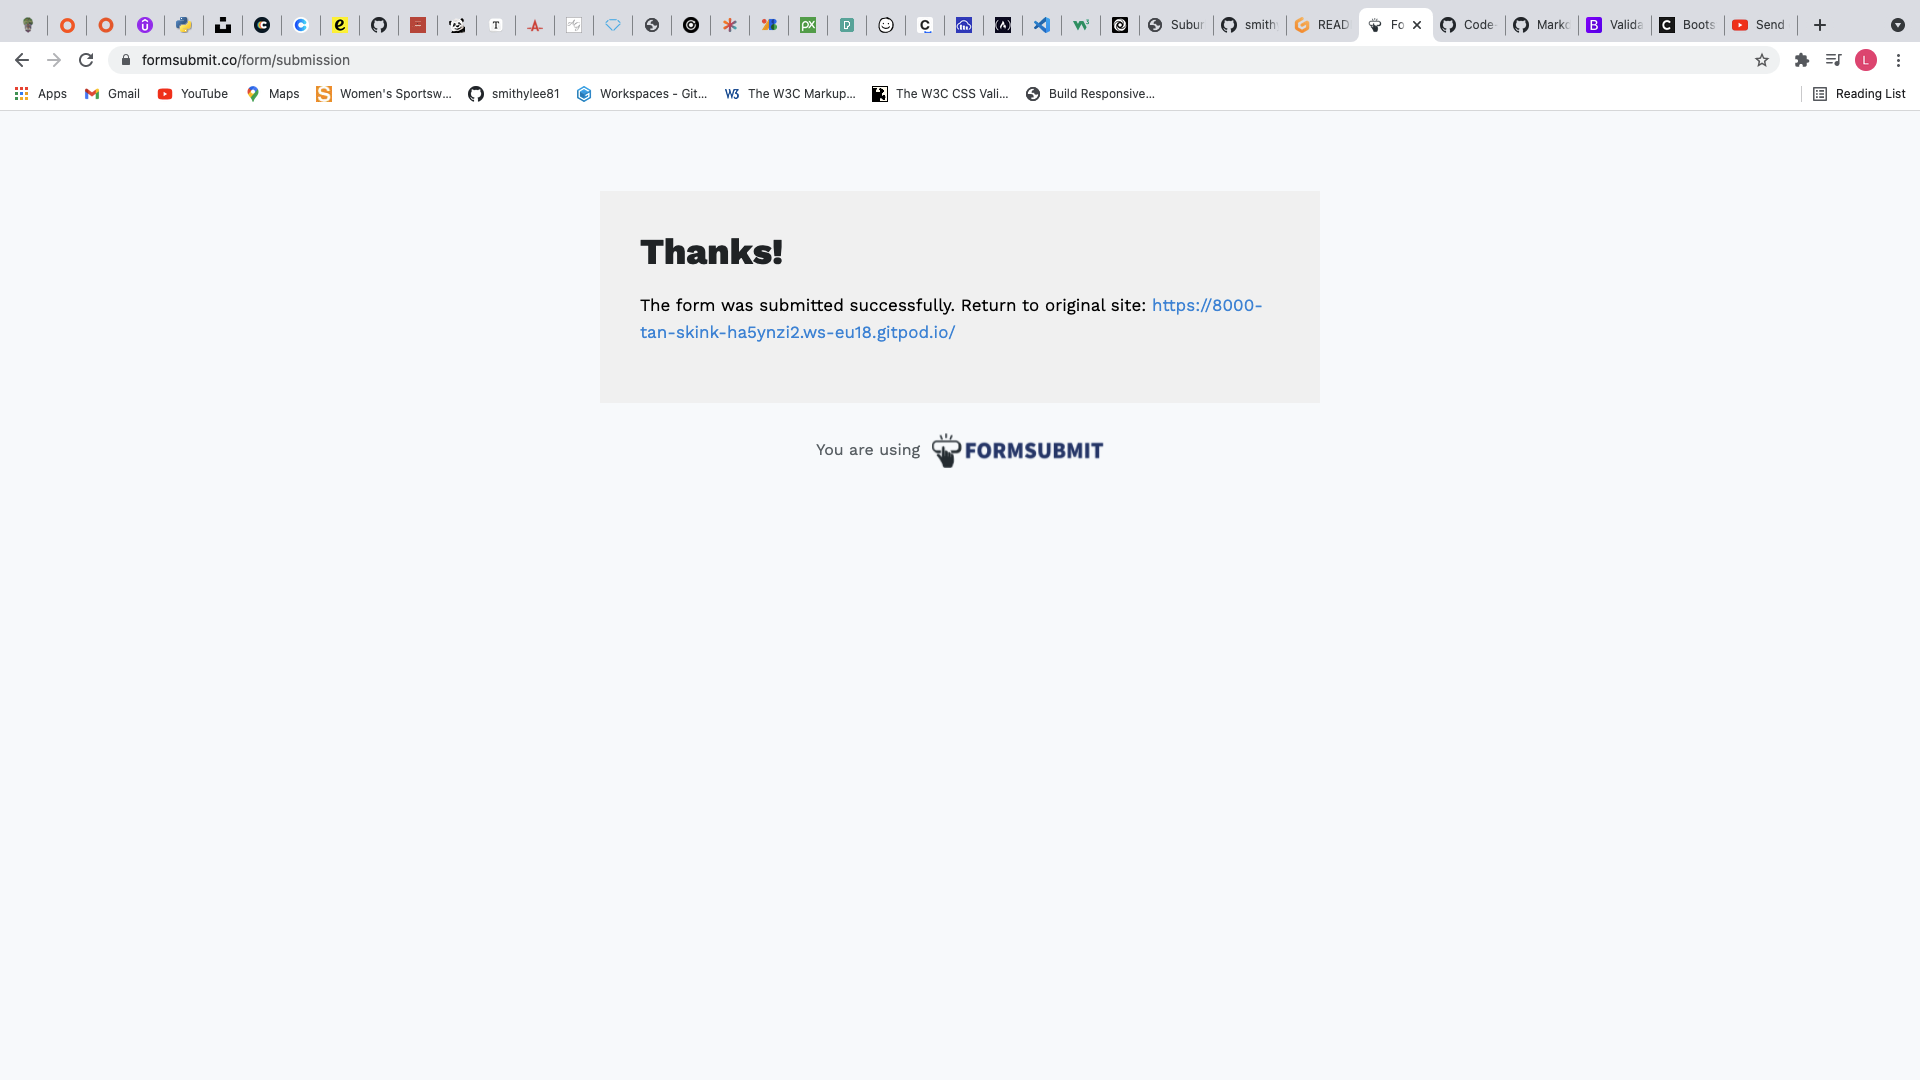 Subur
smith
READ
Fo
Code
Marko
Valida
Boots
Send
formsubmit.co/form/submission
L
Apps
Gmail
YouTube
Maps
Women's Sportsw...
smithylee81
Workspaces - Git...
The W3C Markup...
The W3C CSS Vali...
Build Responsive...
Reading List
Thanks!
The form was submitted successfully. Return to original site: https://8000-
tan-skink-ha5ynzi2.ws-eu18.gitpod.io/
You are using FORMSUBMIT